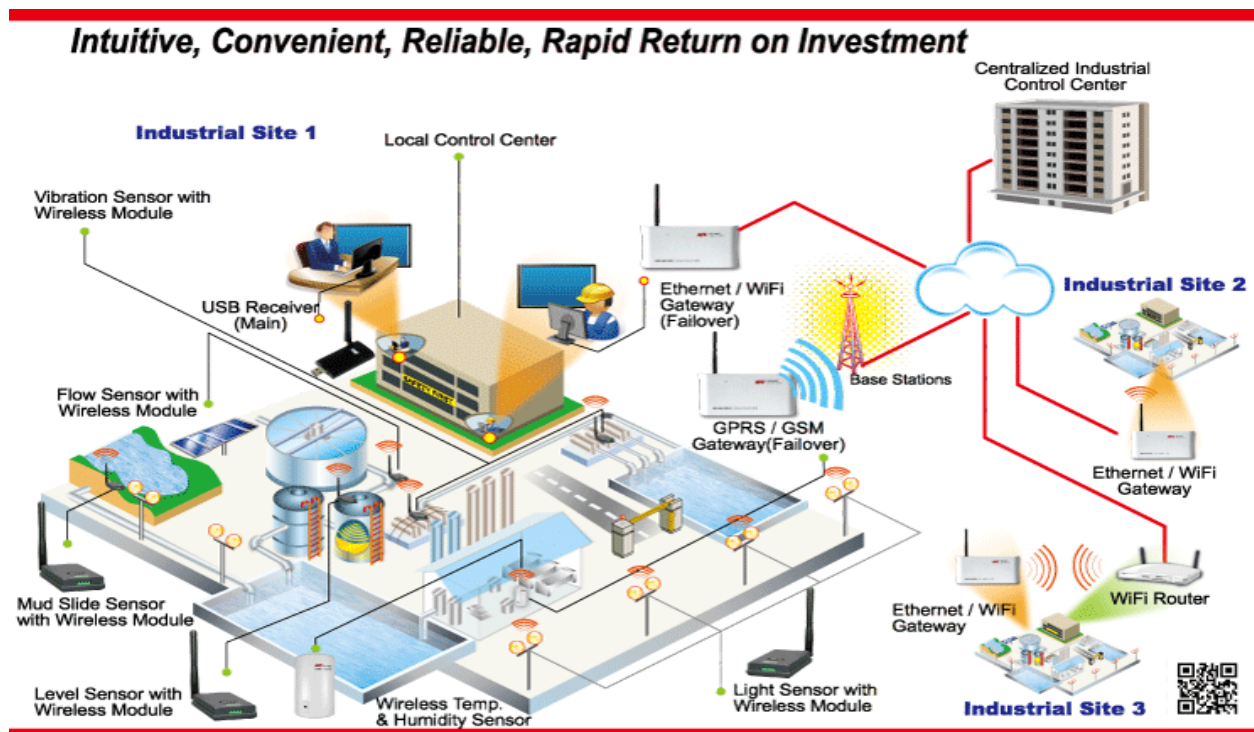 Intuitive, Convenient, Reliable, Rapid Return on Investment
Centralized Industrial
Control Center
Industrial Site 1
Local Control Center
Vibration Sensor with
Wireless Module
USB Receiver
(Main)
Ethernet / WiFi
Gateway
(Failover)
Industrial Site 2
SAFETY FIRST
Base Stations
Flow Sensor with
Wireless Module
GPRS / GSM
Gateway(Failover)
Ethernet / WiFi
Gateway
Mud Slide Sensor
with Wireless Module
Ethernet / WiFi
Gateway
WiFi Router
Level Sensor with
Wireless Module
Wireless Temp.
& Humidity Sensor
Light Sensor with
Wireless Module
Industrial Site 3